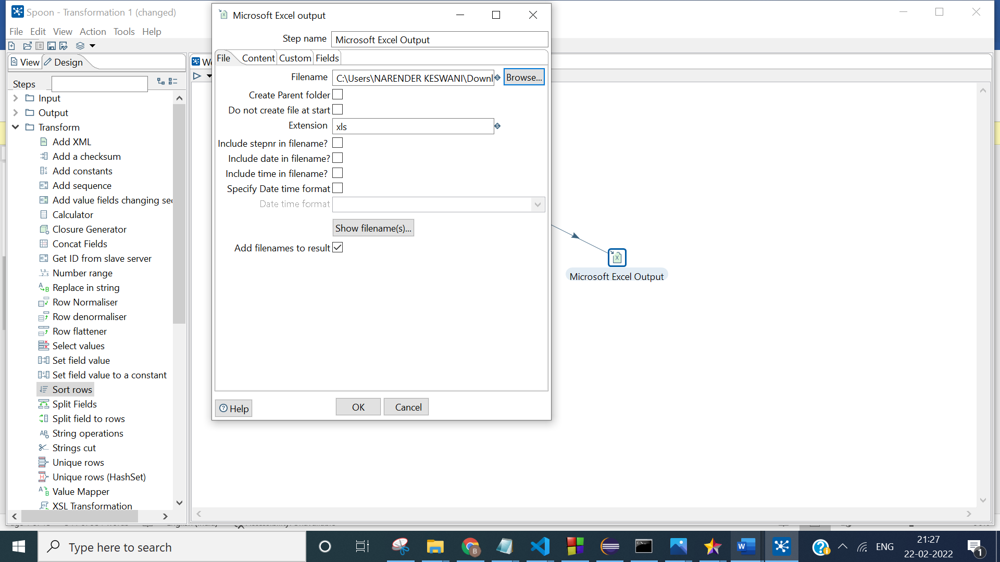 Spoon - Transformation 1 (changed)
File Edit View Action Tools Help
View Design
Steps
Input
Output
Transform
Add XML
Add a checksum
Add constants
Add sequence
Add value fields changing se
Calculator
Closure Generator
Concat Fields
Get ID from slave server
Number range
Replace in string
Row Normaliser
Row denormaliser
Row flattener
Select values
Set field value
Set field value to a constant
Sort rows
Split Fields
Split field to rows
String operations
Strings cut
Unique rows
Unique rows (HashSet)
Value Mapper
XSL Transformation
We
Microsoft Excel output
Step name Microsoft Excel Output
File Content Custom Fields
Filename C:\Users\NARENDER KESWANI\Downl Browse...
Create Parent folder
Do not create file at start
Extension xls
Include stepnr in filename?
Include date in filename?
Include time in filename?
Specify Date time format
Date time format
Show filename(s)...
Add filenames to result
Help OK Cancel
Microsoft Excel Output
Type here to search
ENG
21:27
22-02-2022
1